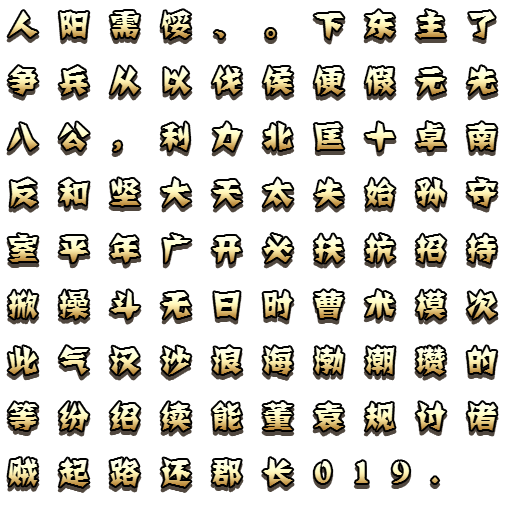 人阳需馁、。下东主了
争兵从以伐侯便假元先
八公，利力北匡十卓南
反和坚大天太失始孙守
室平年广开必扶抗招持
掀操斗无日时曹术模次
此气汉沙浪海渤潮瓒的
等纷绍续能董袁规讨诸
贼起路还郡长019.